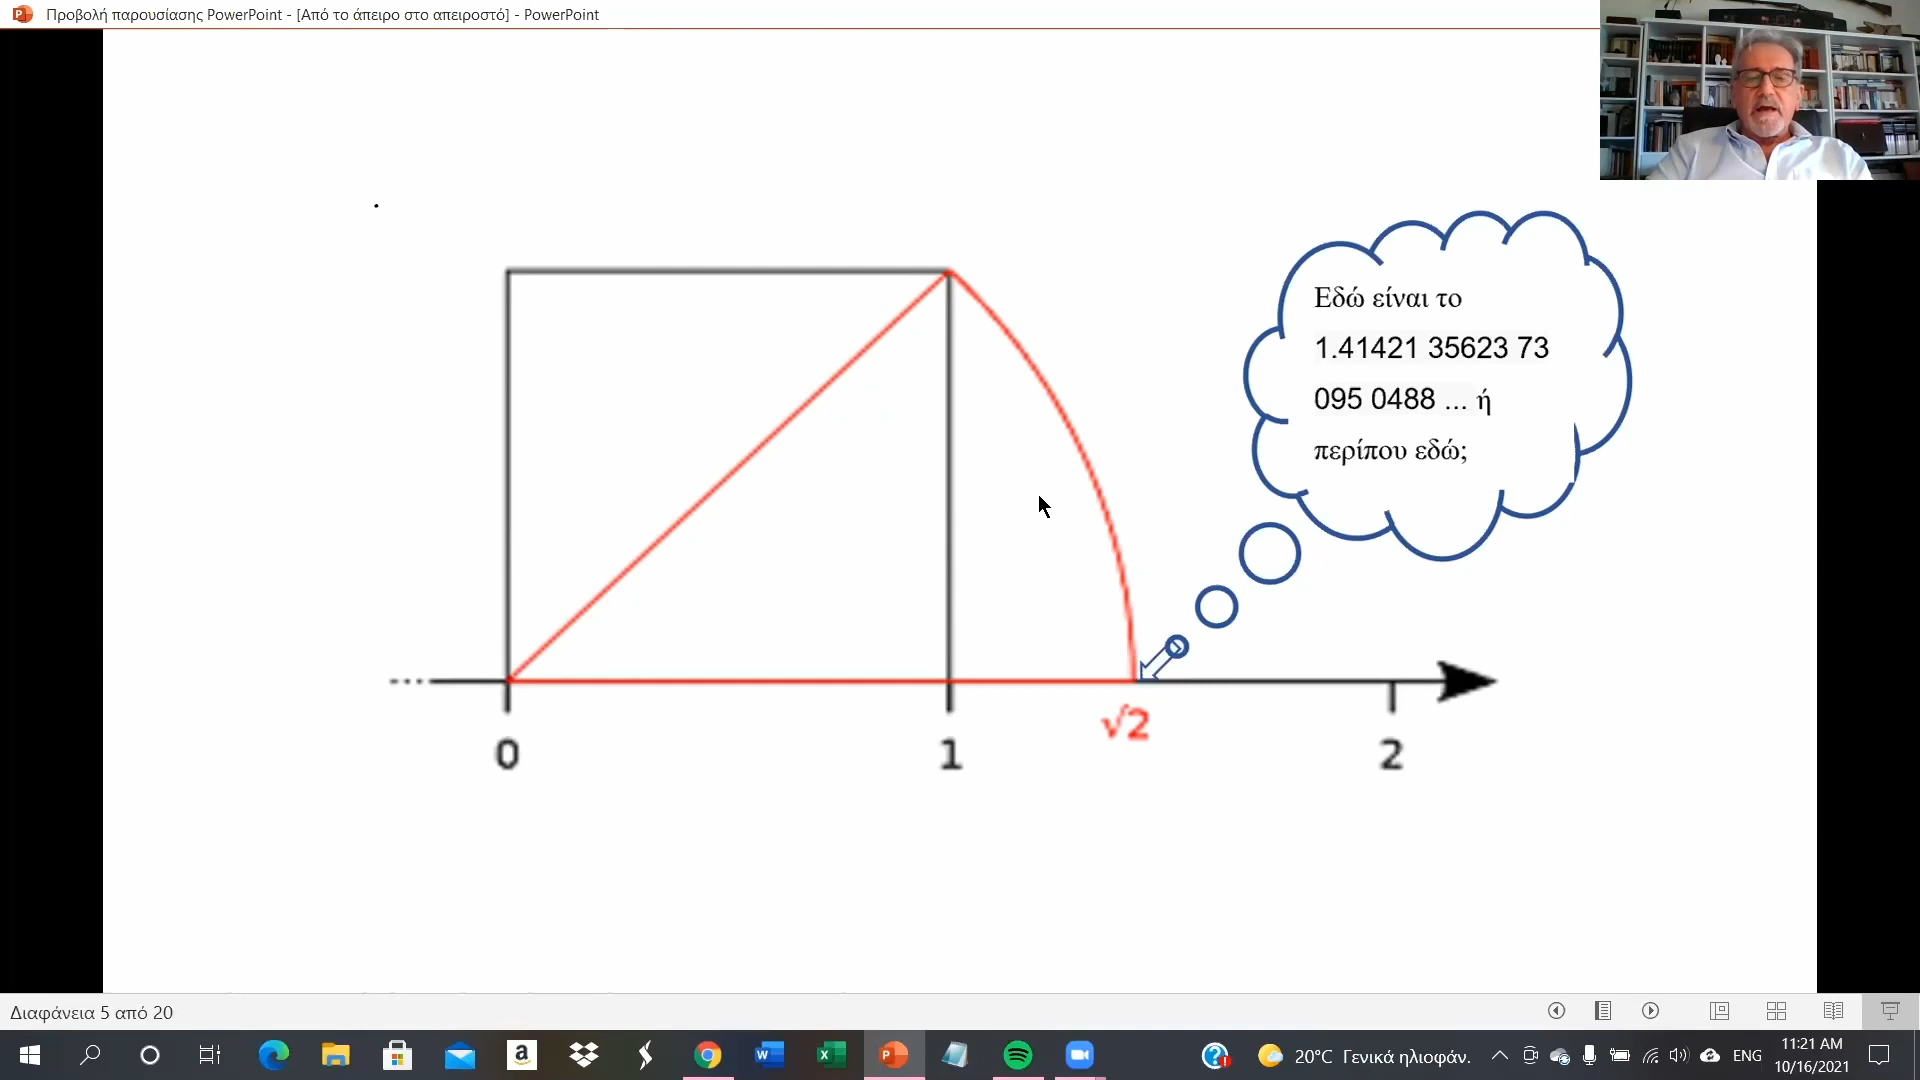 Προβολή παρουσίασης PowerPoint - [Από το άπειρο στο απειροστό] - PowerPoint
Εδώ είναι το
1.41421 35623 73
095 0488 ... ή
περίπου εδώ;
√2
0
1
2
Διαφάνεια 5 από 20
20°C Γενικά ηλιοφάν.
ENG
11:21 AM
10/16/2021